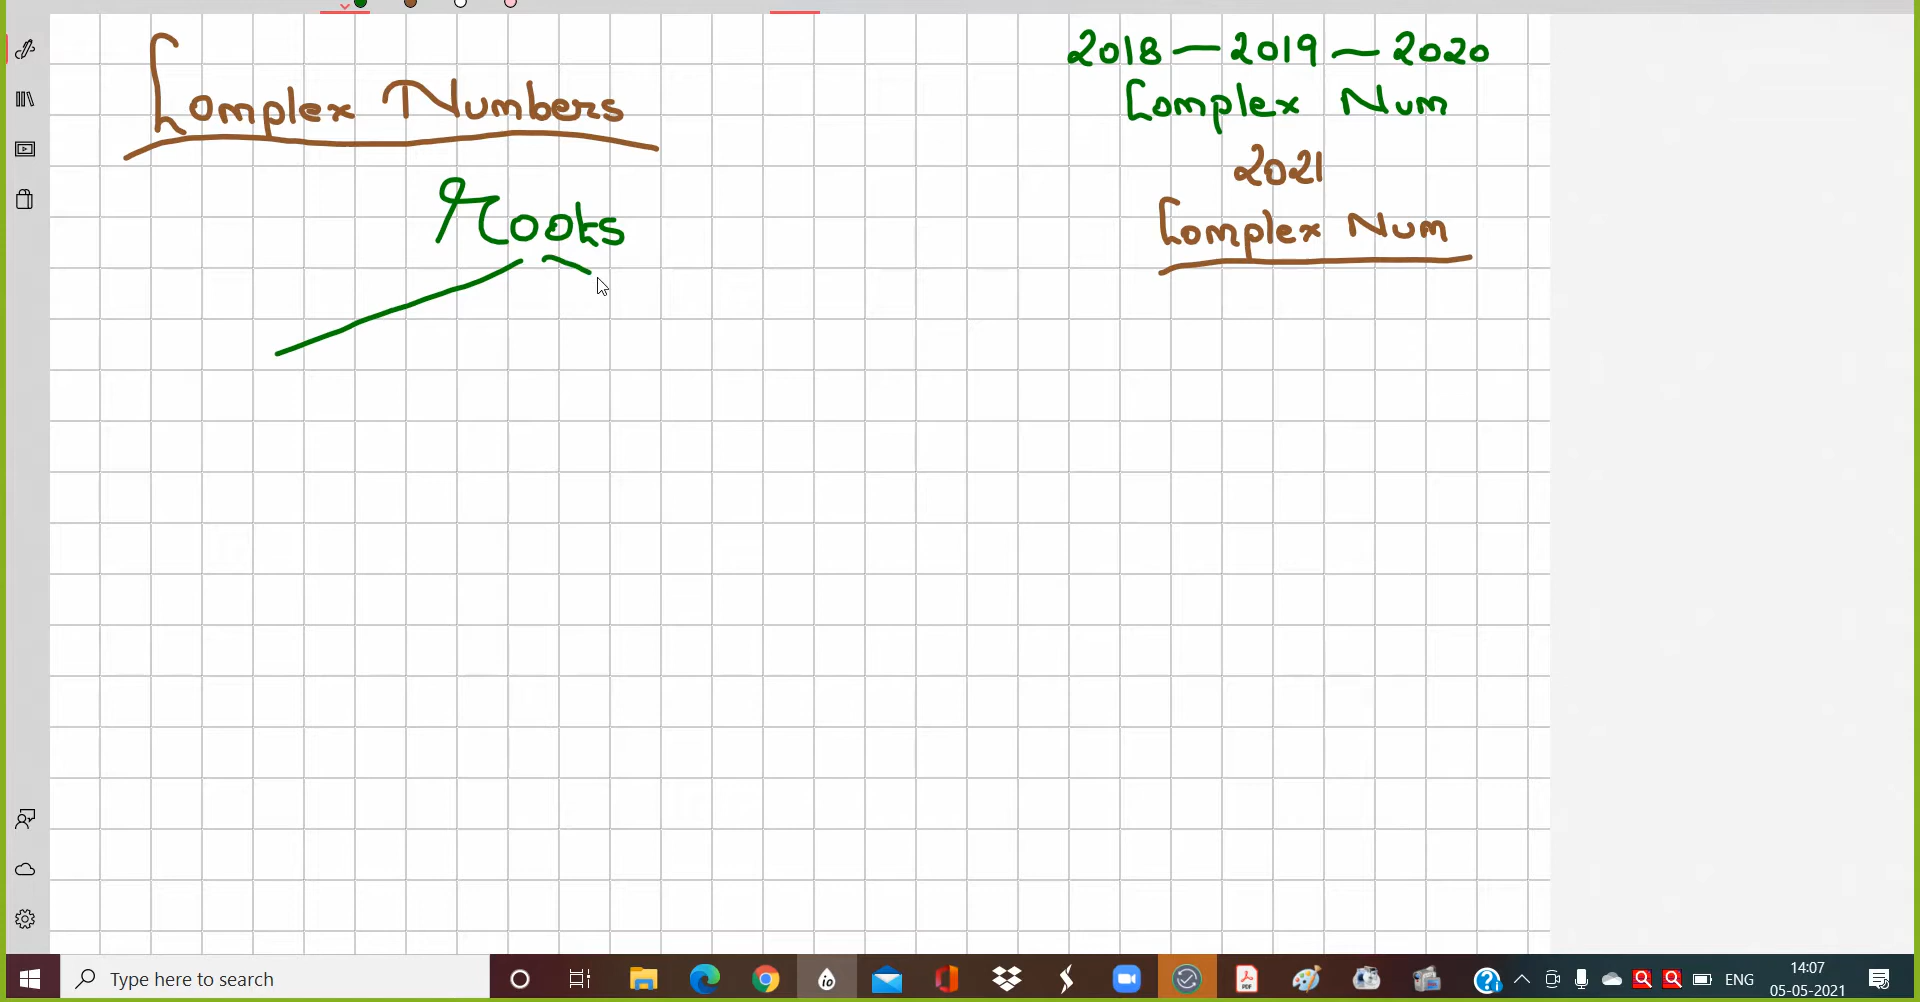 Complex Numbers
Roots
2018 — 2019 — 2020
Complex Num
2021
Complex Num
Type here to search
ENG
14:07
05-05-2021